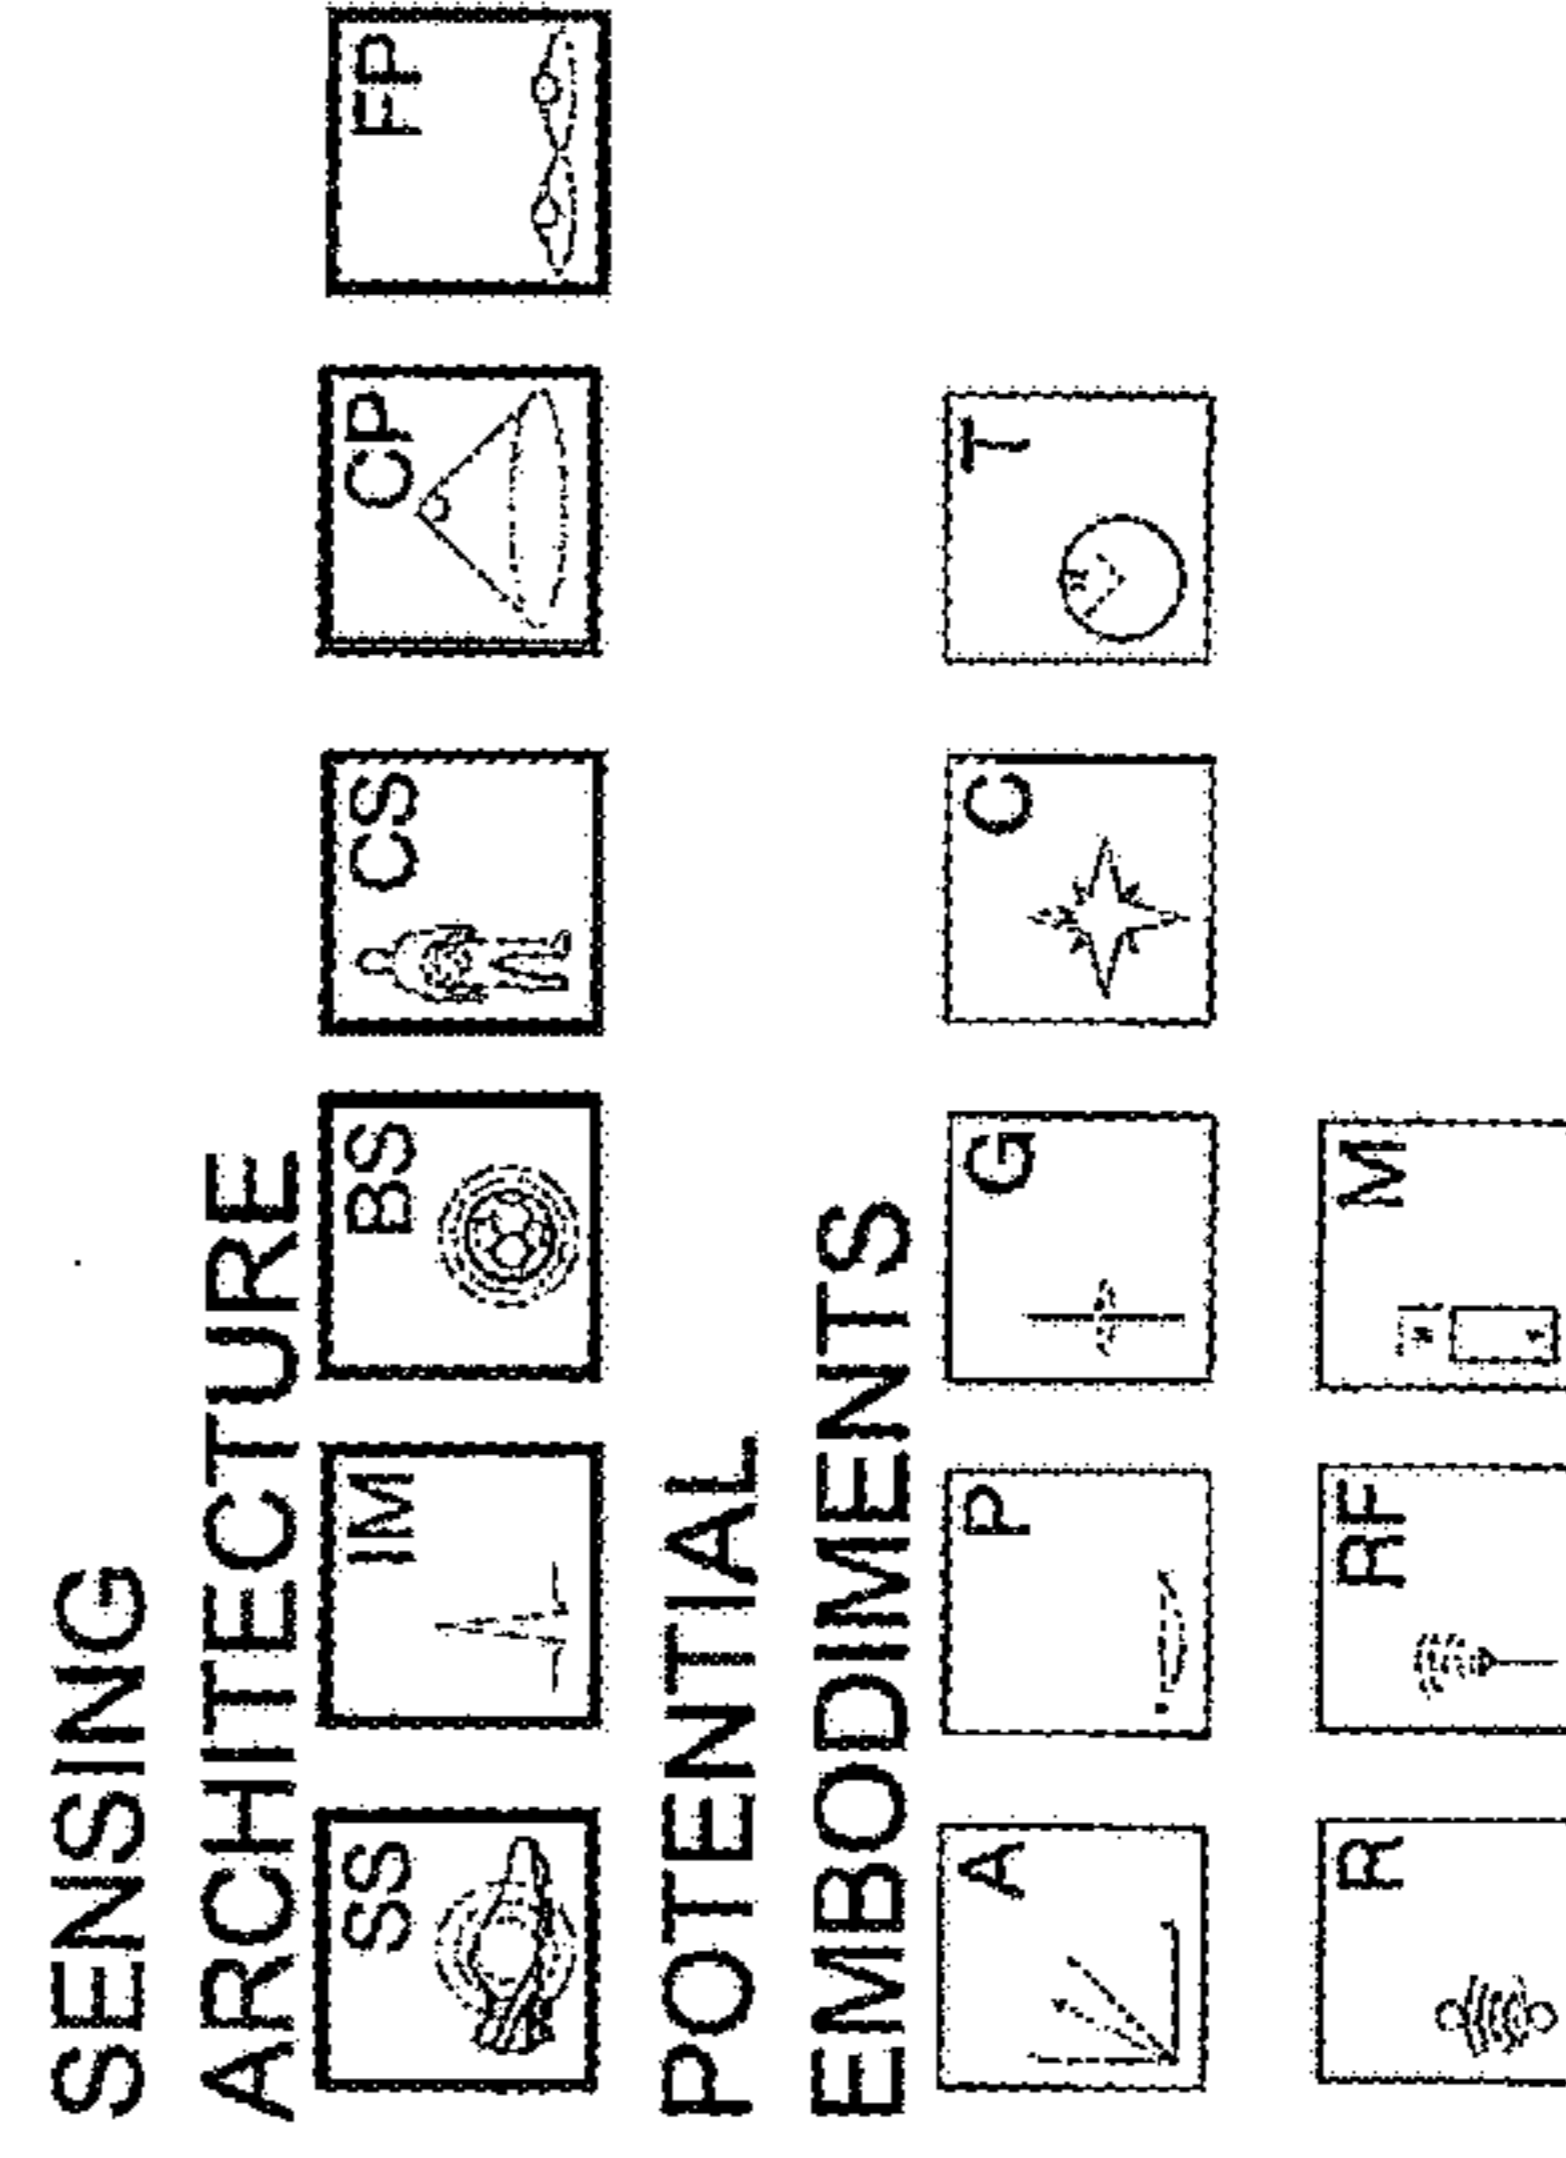 SENSING
ARCHITECTURE
SS IM BS CS CP FP
POTENTIAL
EMBODIMENTS
A P G C T
R RF M